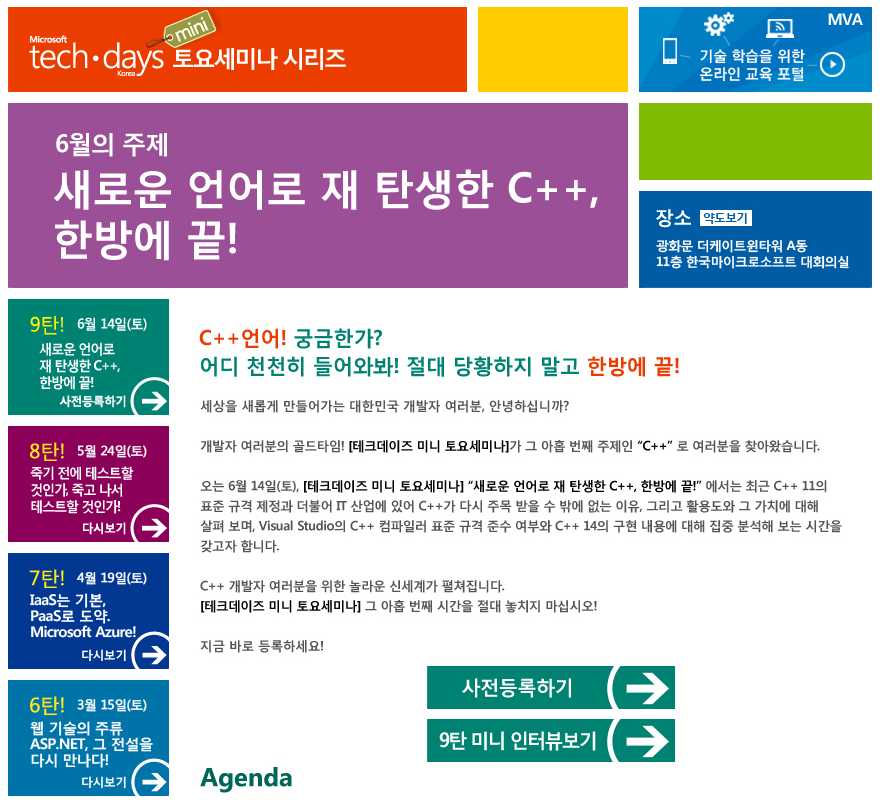 Microsoft
tech·days mini 토요세미나 시리즈
Korea
MVA
기술 학습을 위한
온라인 교육 포털
6월의 주제
새로운 언어로 재 탄생한 C++,
한방에 끝!
장소 약도보기
광화문 더케이트윈타워 A동
11층 한국마이크로소프트 대회의실
9탄! 6월 14일(토)
새로운 언어로
재 탄생한 C++,
한방에 끝!
사전등록하기
8탄! 5월 24일(토)
죽기 전에 테스트할
것인가, 죽고 나서
테스트할 것인가!
다시보기
7탄! 4월 19일(토)
IaaS는 기본,
PaaS로 도약.
Microsoft Azure!
다시보기
6탄! 3월 15일(토)
웹 기술의 주류
ASP.NET, 그 전설을
다시 만나다!
다시보기
C++언어! 궁금한가?
어디 천천히 들어와봐! 절대 당황하지 말고 한방에 끝!
세상을 새롭게 만들어가는 대한민국 개발자 여러분, 안녕하십니까?
개발자 여러분의 골드타임! [테크데이즈 미니 토요세미나]가 그 아홉 번째 주제인 “C++” 로 여러분을 찾아왔습니다.
오는 6월 14일(토), [테크데이즈 미니 토요세미나] “새로운 언어로 재 탄생한 C++, 한방에 끝!” 에서는 최근 C++ 11의
표준 규격 제정과 더불어 IT 산업에 있어 C++가 다시 주목 받을 수 밖에 없는 이유, 그리고 활용도와 그 가치에 대해
살펴 보며, Visual Studio의 C++ 컴파일러 표준 규격 준수 여부와 C++ 14의 구현 내용에 대해 집중 분석해 보는 시간을
갖고자 합니다.
C++ 개발자 여러분을 위한 놀라운 신세계가 펼쳐집니다.
[테크데이즈 미니 토요세미나] 그 아홉 번째 시간을 절대 놓치지 마십시오!
지금 바로 등록하세요!
사전등록하기
9탄 미니 인터뷰보기
Agenda